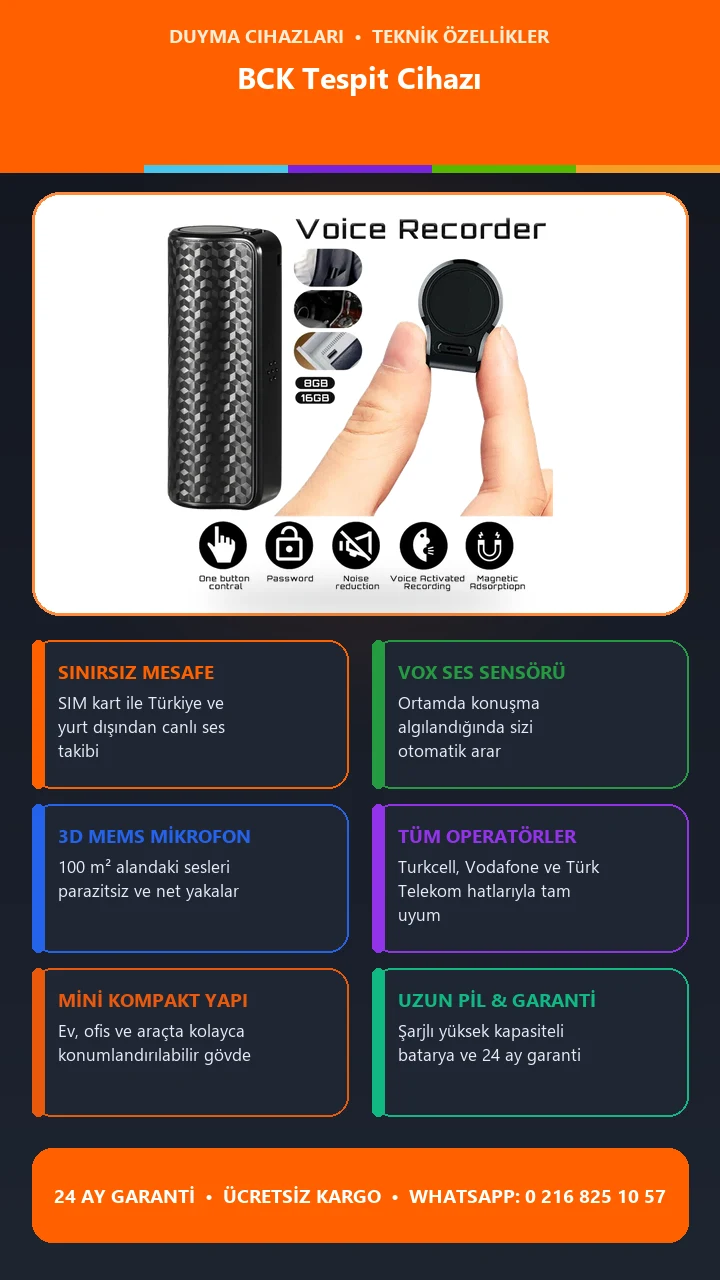 DUYMA CIHAZLARI • TEKNİK ÖZELLİKLER
BCK Tespit Cihazı
Voice Recorder
8GB
16GB
One button
contral
Password
Noise
reduction
Voice Activated
Recording
Magnetic
Adsorptiopn
SINIRSIZ MESAFE
SIM kart ile Türkiye ve
yurt dışından canlı ses
takibi
VOX SES SENSÖRÜ
Ortamda konuşma
algılandığında sizi
otomatik arar
3D MEMS MİKROFON
100 m² alandaki sesleri
parazitsiz ve net yakalar
TÜM OPERATÖRLER
Turkcell, Vodafone ve Türk
Telekom hatlarıyla tam
uyum
MİNİ KOMPAKT YAPI
Ev, ofis ve araçta kolayca
konumlandırılabilir gövde
UZUN PİL & GARANTİ
Şarjlı yüksek kapasiteli
batarya ve 24 ay garanti
24 AY GARANTİ • ÜCRETSİZ KARGO • WHATSAPP: 0 216 825 10 57